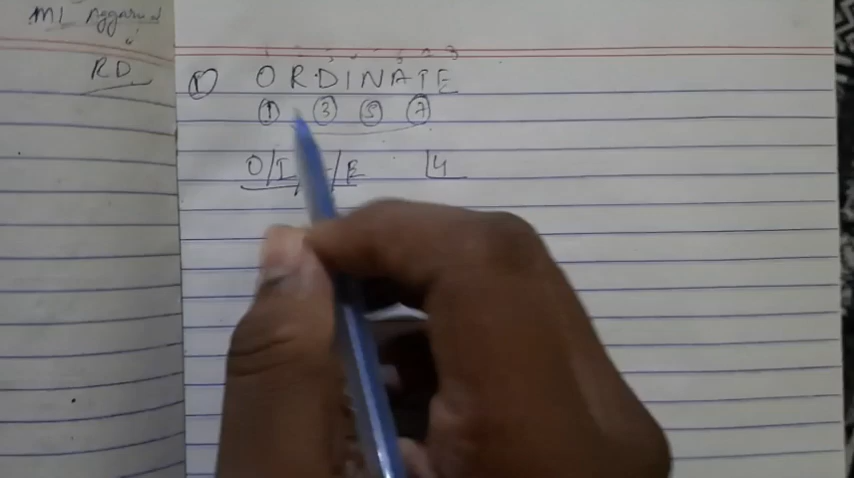 ML Aggarwal
RD
① ORDINATE
① ③ ⑤ ⑦
O/I/ /E 4